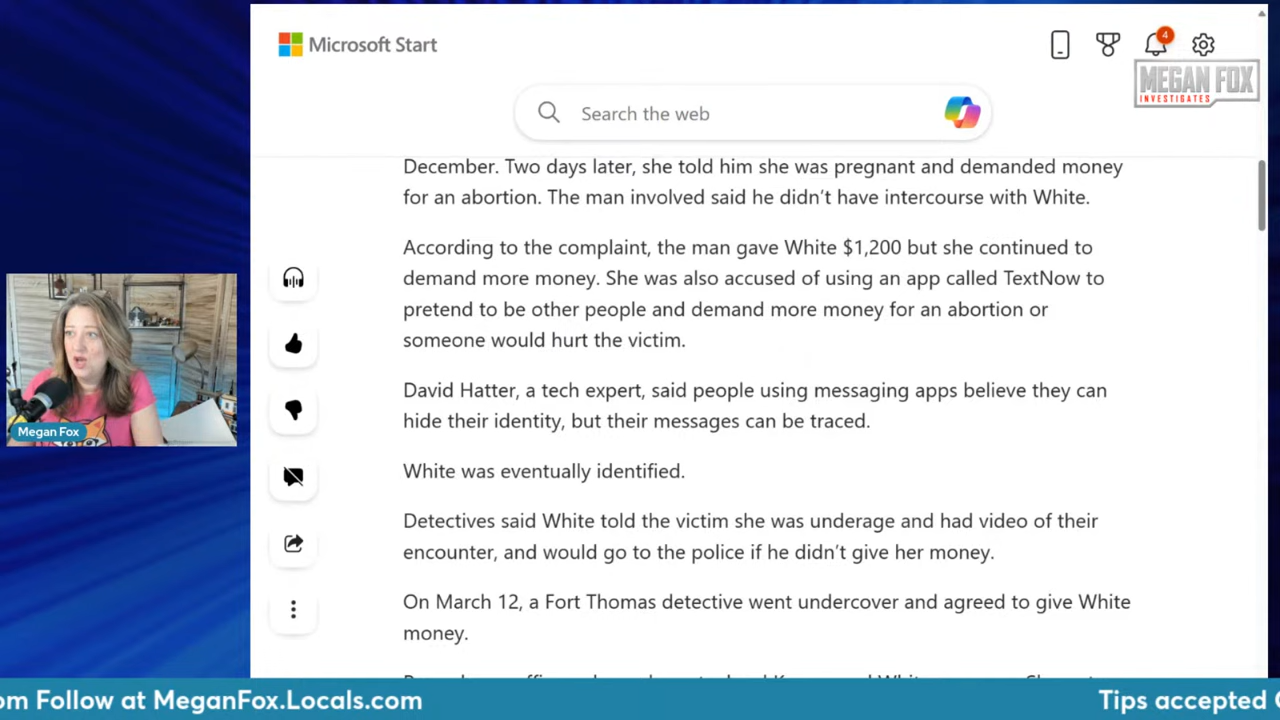 Microsoft Start
4
MEGAN FOX
INVESTIGATES
Search the web
December. Two days later, she told him she was pregnant and demanded money
for an abortion. The man involved said he didn’t have intercourse with White.
According to the complaint, the man gave White $1,200 but she continued to
demand more money. She was also accused of using an app called TextNow to
pretend to be other people and demand more money for an abortion or
someone would hurt the victim.
David Hatter, a tech expert, said people using messaging apps believe they can
hide their identity, but their messages can be traced.
White was eventually identified.
Detectives said White told the victim she was underage and had video of their
encounter, and would go to the police if he didn’t give her money.
On March 12, a Fort Thomas detective went undercover and agreed to give White
money.
Megan Fox
om Follow at MeganFox.Locals.com
Tips accepted